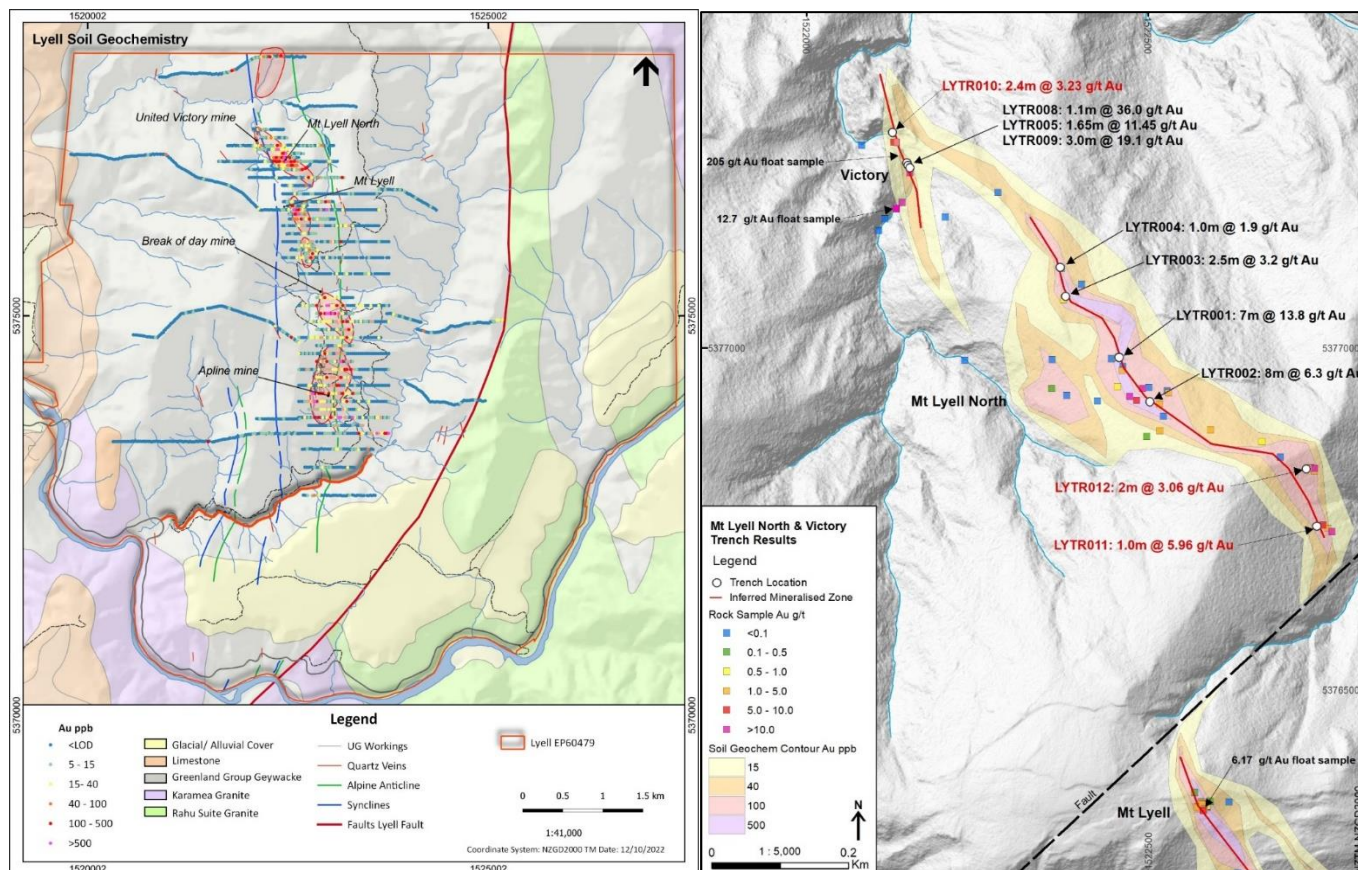 1520002
1525002
Lyell Soil Geochemistry
United Victory mine
Mt Lyell North
Mt Lyell
Break of day mine
Apline mine
5375000
5375000
5370000
5370000
Au ppb
<LOD
5 - 15
15- 40
40 - 100
100 - 500
>500
Glacial/ Alluvial Cover
Limestone
Greenland Group Geywacke
Karamea Granite
Rahu Suite Granite
Legend
UG Workings
Quartz Veins
Alpine Anticline
Synclines
Faults Lyell Fault
Lyell EP60479
0 0.5 1 1.5 km
1:41,000
Coordinate System: NZGD2000 TM Date: 12/10/2022
1520002
1525002
1522000
1522500
LYTR010: 2.4m @ 3.23 g/t Au
LYTR008: 1.1m @ 36.0 g/t Au
LYTR005: 1.65m @ 11.45 g/t Au
LYTR009: 3.0m @ 19.1 g/t Au
205 g/t Au float sample
Victory
12.7 g/t Au float sample
LYTR004: 1.0m @ 1.9 g/t Au
LYTR003: 2.5m @ 3.2 g/t Au
LYTR001: 7m @ 13.8 g/t Au
5377000
5377000
LYTR002: 8m @ 6.3 g/t Au
Mt Lyell North
LYTR012: 2m @ 3.06 g/t Au
LYTR011: 1.0m @ 5.96 g/t Au
Mt Lyell North & Victory
Trench Results
Legend
Trench Location
Inferred Mineralised Zone
Rock Sample Au g/t
<0.1
0.1 - 0.5
0.5 - 1.0
1.0 - 5.0
5.0 - 10.0
>10.0
Soil Geochem Contour Au ppb
15
40
100
500
N
0 1 : 5,000 0.2
Km
5376500
6.17 g/t Au float sample
Fault
Mt Lyell
1522500